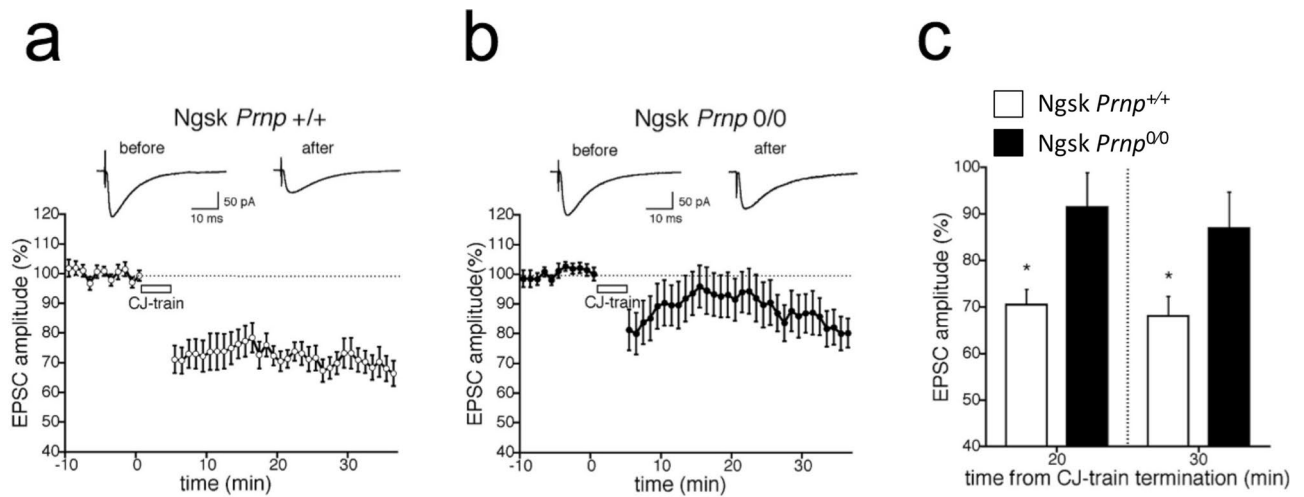 a
Ngsk Prnp +/+
before
after
50 pA
10 ms
120
110
100
90
80
70
60
50
40
EPSC amplitude (%)
CJ-train
-10
0
10
20
30
time (min)
b
Ngsk Prnp 0/0
before
after
50 pA
10 ms
120
110
100
90
80
70
60
50
40
EPSC amplitude(%)
CJ-train
-10
0
10
20
30
time (min)
c
Ngsk Prnp+/+
Ngsk Prnp0/0
100
90
80
70
60
50
40
EPSC amplitude(%)
*
*
20
30
time from CJ-train termination (min)